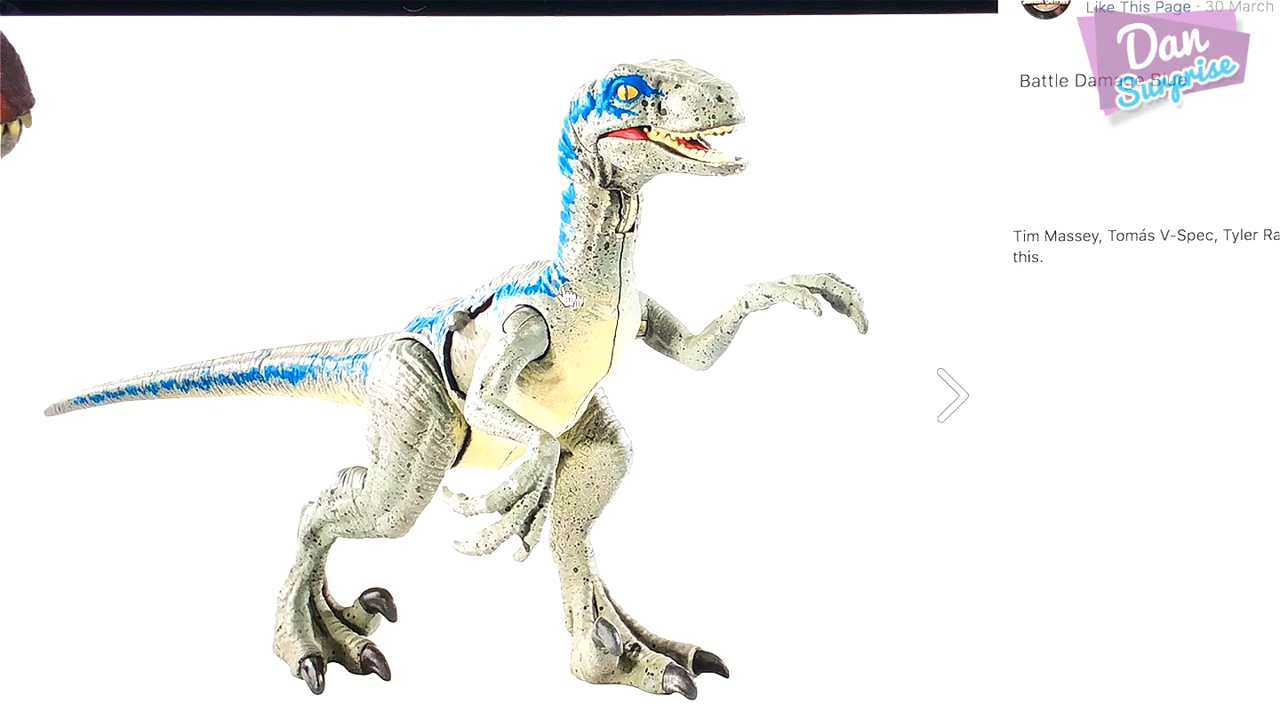 Like This Page · 30 March
Dan
Surprise
Battle Damage Blue
Tim Massey, Tomás V-Spec, Tyler Ra
this.